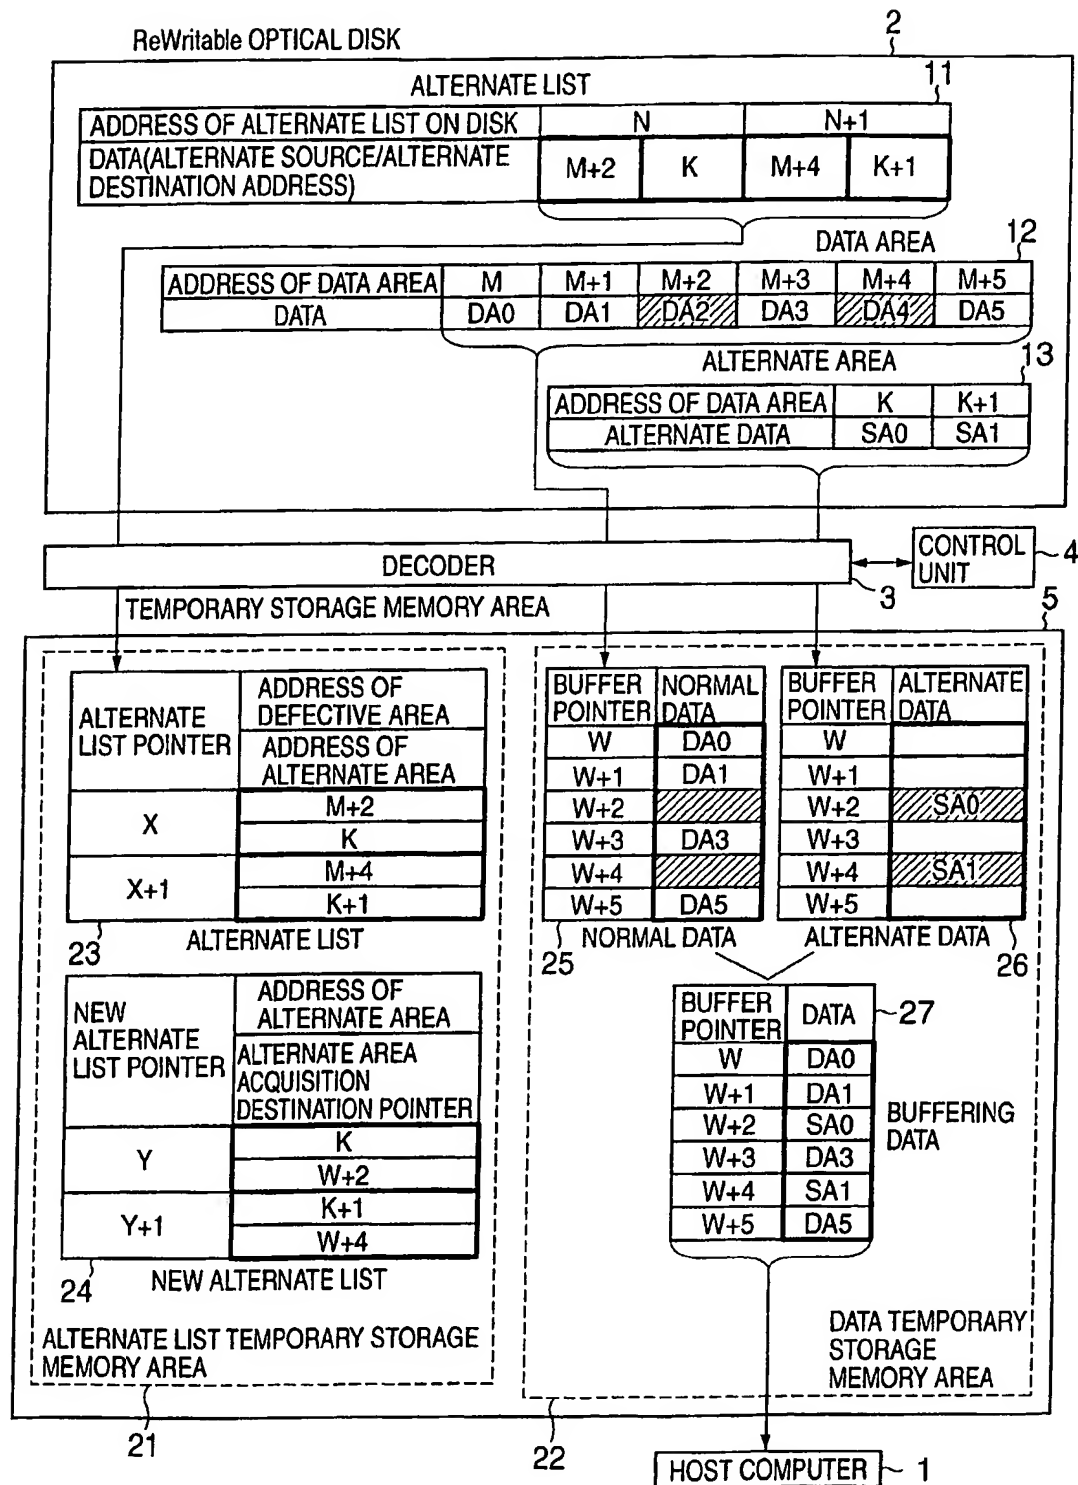 ReWritable OPTICAL DISK
2
ALTERNATE LIST
11
ADDRESS OF ALTERNATE LIST ON DISK N N+1
DATA(ALTERNATE SOURCE/ALTERNATE
DESTINATION ADDRESS)
M+2 K M+4 K+1
DATA AREA
12
ADDRESS OF DATA AREA M M+1 M+2 M+3 M+4 M+5
DATA DA0 DA1 DA2 DA3 DA4 DA5
ALTERNATE AREA
13
ADDRESS OF DATA AREA K K+1
ALTERNATE DATA SA0 SA1
DECODER
3
CONTROL
UNIT
4
TEMPORARY STORAGE MEMORY AREA
5
ALTERNATE
LIST POINTER
ADDRESS OF
DEFECTIVE AREA
ADDRESS OF
ALTERNATE AREA
X
M+2
K
X+1
M+4
K+1
23
ALTERNATE LIST
NEW
ALTERNATE
LIST POINTER
ADDRESS OF
ALTERNATE AREA
ALTERNATE AREA
ACQUISITION
DESTINATION POINTER
Y
K
W+2
Y+1
K+1
W+4
24
NEW ALTERNATE LIST
ALTERNATE LIST TEMPORARY STORAGE
MEMORY AREA
21
BUFFER
POINTER
NORMAL
DATA
W DA0
W+1 DA1
W+2
W+3 DA3
W+4
W+5 DA5
25
NORMAL DATA
BUFFER
POINTER
ALTERNATE
DATA
W
W+1
W+2 SA0
W+3
W+4 SA1
W+5
ALTERNATE DATA
26
BUFFER
POINTER
DATA
27
W DA0
W+1 DA1
W+2 SA0
W+3 DA3
W+4 SA1
W+5 DA5
BUFFERING
DATA
DATA TEMPORARY
STORAGE
MEMORY AREA
22
HOST COMPUTER
1